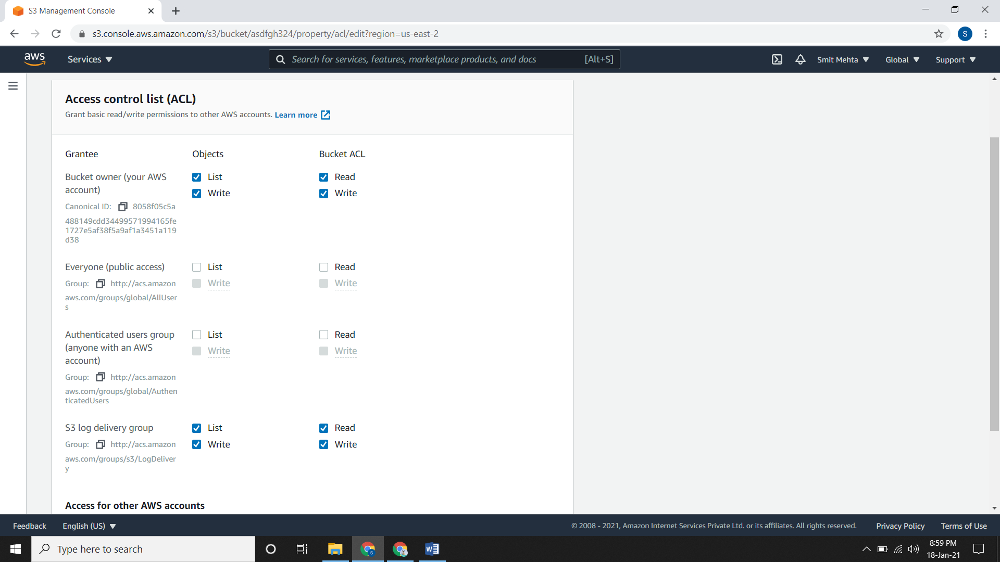 S3 Management Console
s3.console.aws.amazon.com/s3/bucket/asdfgh324/property/acl/edit?region=us-east-2
S
aws
Services
Search for services, features, marketplace products, and docs [Alt+S]
Smit Mehta
Global
Support
Access control list (ACL)
Grant basic read/write permissions to other AWS accounts. Learn more
Grantee Objects Bucket ACL
Bucket owner (your AWS List Read
account) Write Write
Canonical ID: 8058f05c5a
488149cdd34499571994165fe
1727e5af38f5a9af1a3451a119
d38
Everyone (public access) List Read
Group: http://acs.amazon Write Write
aws.com/groups/global/AllUser
s
Authenticated users group List Read
(anyone with an AWS Write Write
account)
Group: http://acs.amazon
aws.com/groups/global/Authen
ticatedUsers
S3 log delivery group List Read
Group: http://acs.amazon Write Write
aws.com/groups/s3/LogDeliver
y
Access for other AWS accounts
Feedback English (US) © 2008 - 2021, Amazon Internet Services Private Ltd. or its affiliates. All rights reserved. Privacy Policy Terms of Use
Type here to search
8:59 PM
18-Jan-21